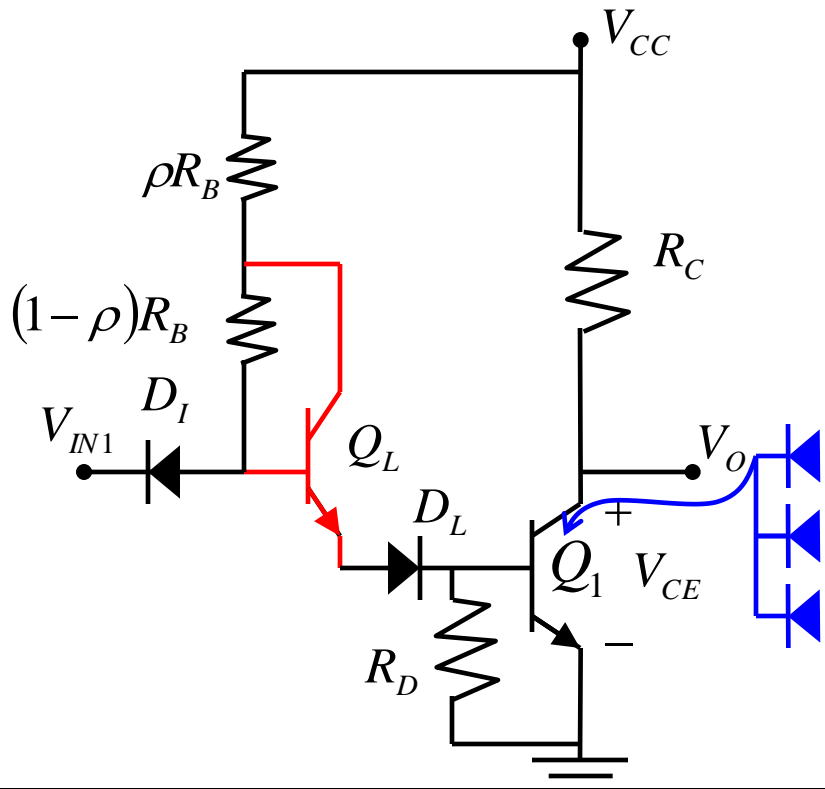 V_CC
ρR_B
R_C
(1 − ρ)R_B
D_I
V_IN1
Q_L
V_O
D_L
+
Q_1
V_CE
−
R_D